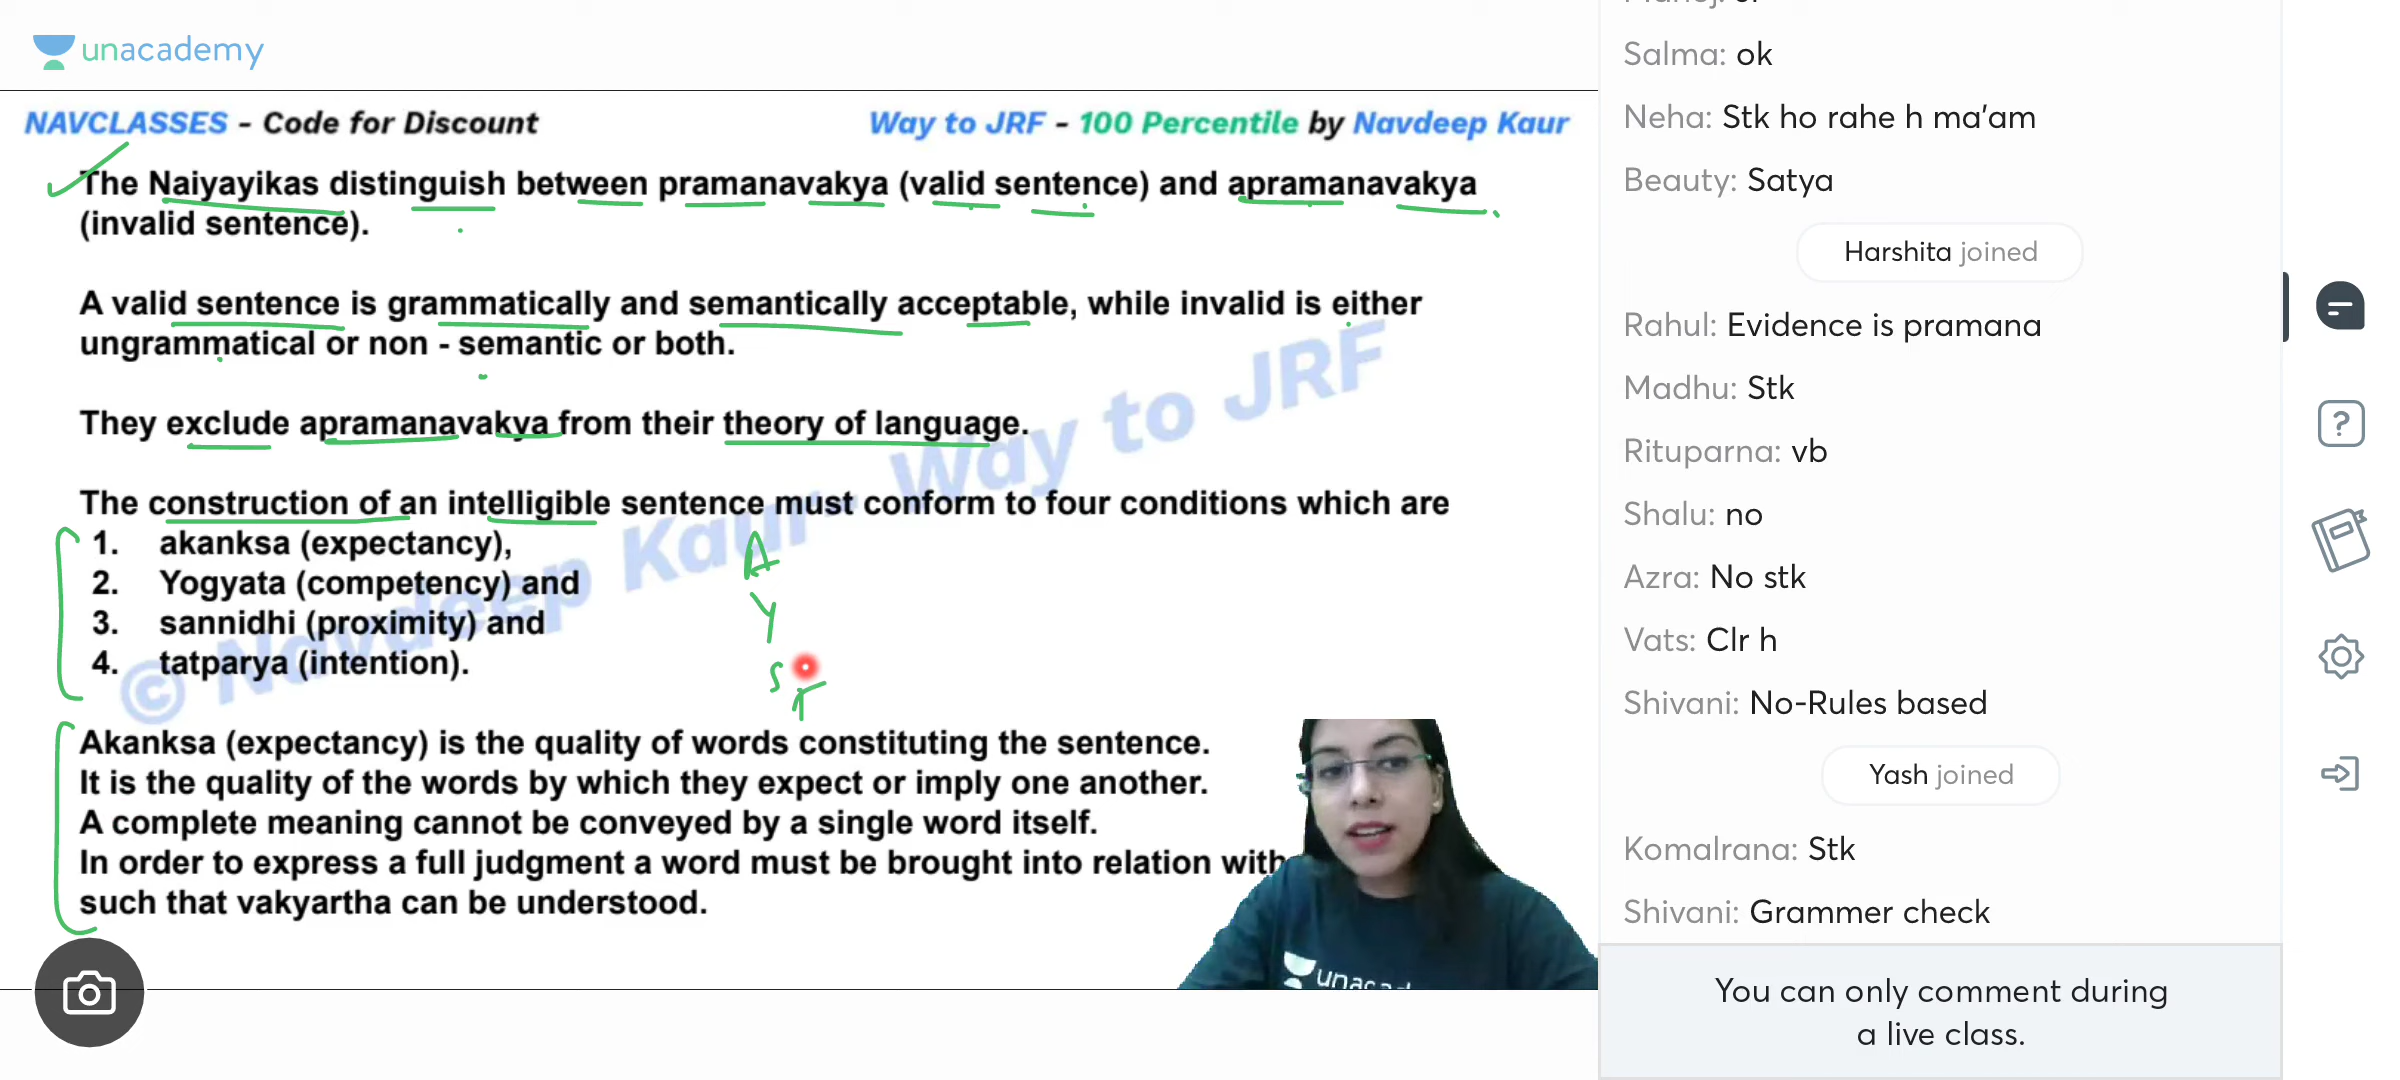 unacademy
NAVCLASSES - Code for Discount
Way to JRF - 100 Percentile by Navdeep Kaur
The Naiyayikas distinguish between pramanavakya (valid sentence) and apramanavakya
(invalid sentence).
A valid sentence is grammatically and semantically acceptable, while invalid is either
ungrammatical or non - semantic or both.
They exclude apramanavakya from their theory of language.
The construction of an intelligible sentence must conform to four conditions which are
1. akanksa (expectancy),
2. Yogyata (competency) and
3. sannidhi (proximity) and
4. tatparya (intention).
A
Y
S
T
Akanksa (expectancy) is the quality of words constituting the sentence.
It is the quality of the words by which they expect or imply one another.
A complete meaning cannot be conveyed by a single word itself.
In order to express a full judgment a word must be brought into relation with
such that vakyartha can be understood.
© Navdeep Kaur - Way to JRF
Salma: ok
Neha: Stk ho rahe h ma'am
Beauty: Satya
Harshita joined
Rahul: Evidence is pramana
Madhu: Stk
Rituparna: vb
Shalu: no
Azra: No stk
Vats: Clr h
Shivani: No-Rules based
Yash joined
Komalrana: Stk
Shivani: Grammer check
You can only comment during
a live class.
?